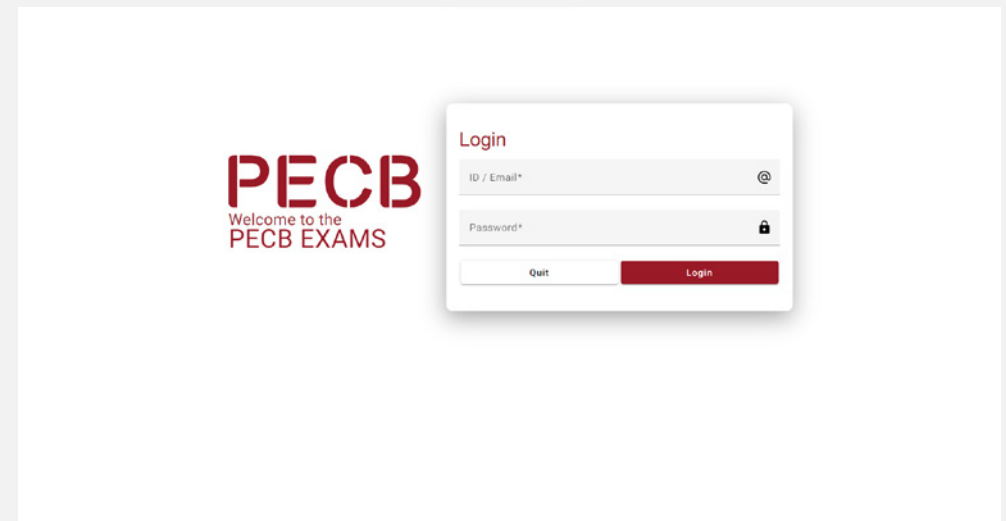 PECB
Welcome to the
PECB EXAMS
Login
ID / Email*
@
Password*
Quit
Login